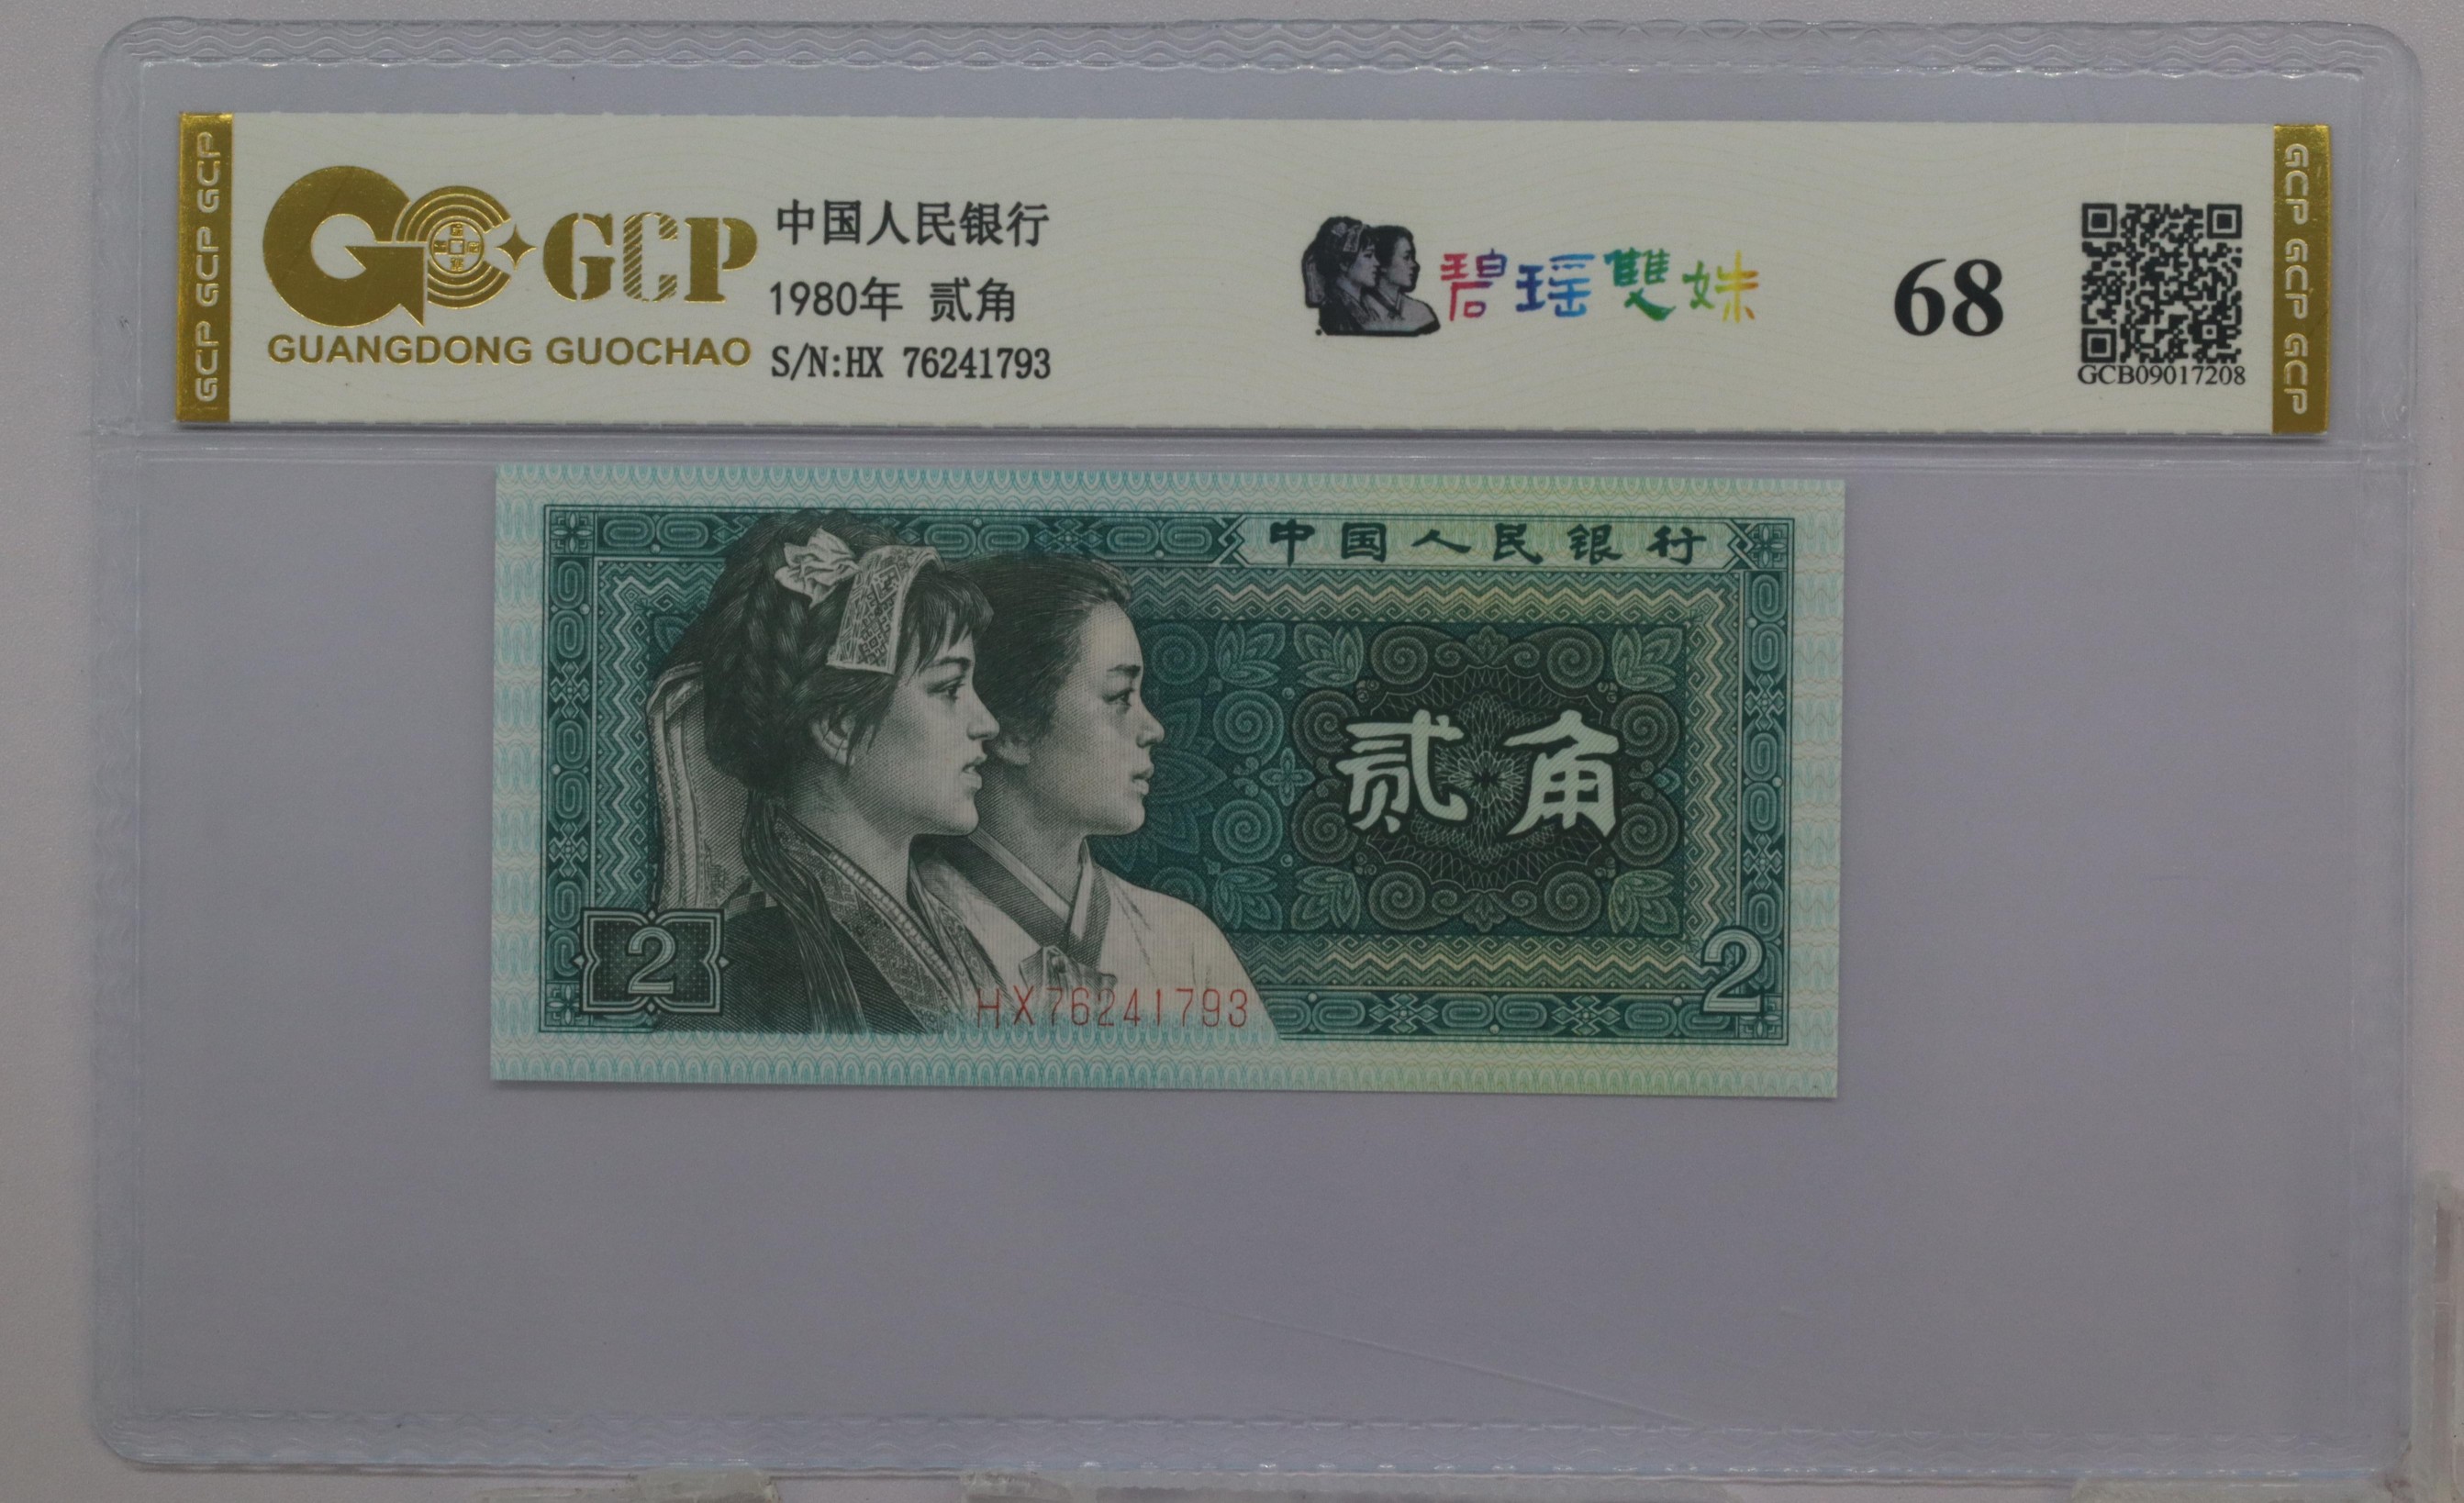 GCP GCP GCP
GCP
GUANGDONG GUOCHAO
中国人民银行
1980年 贰角
S/N:HX 76241793
碧瑶雙姝
68
GCB09017208
GCP GCP GCP
中国人民银行
贰角
2
2
HX76241793